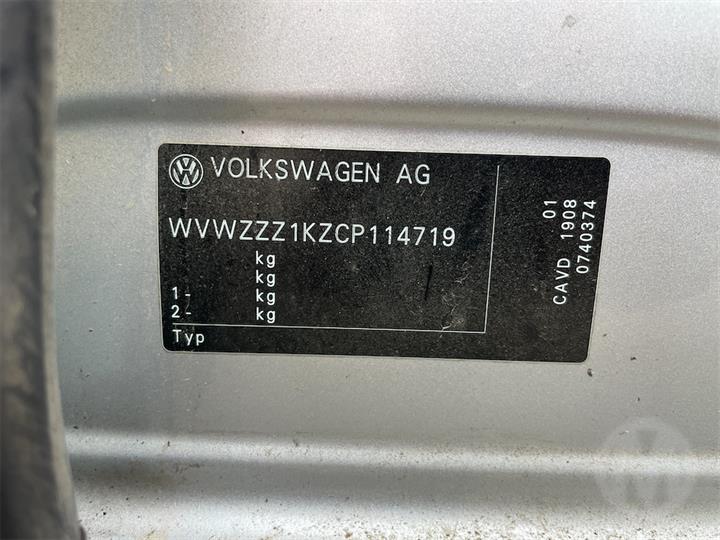 VOLKSWAGEN AG
WVWZZZ1KZCP114719
kg
kg
1- kg
2- kg
Typ
01
CAVD 1908
0740374